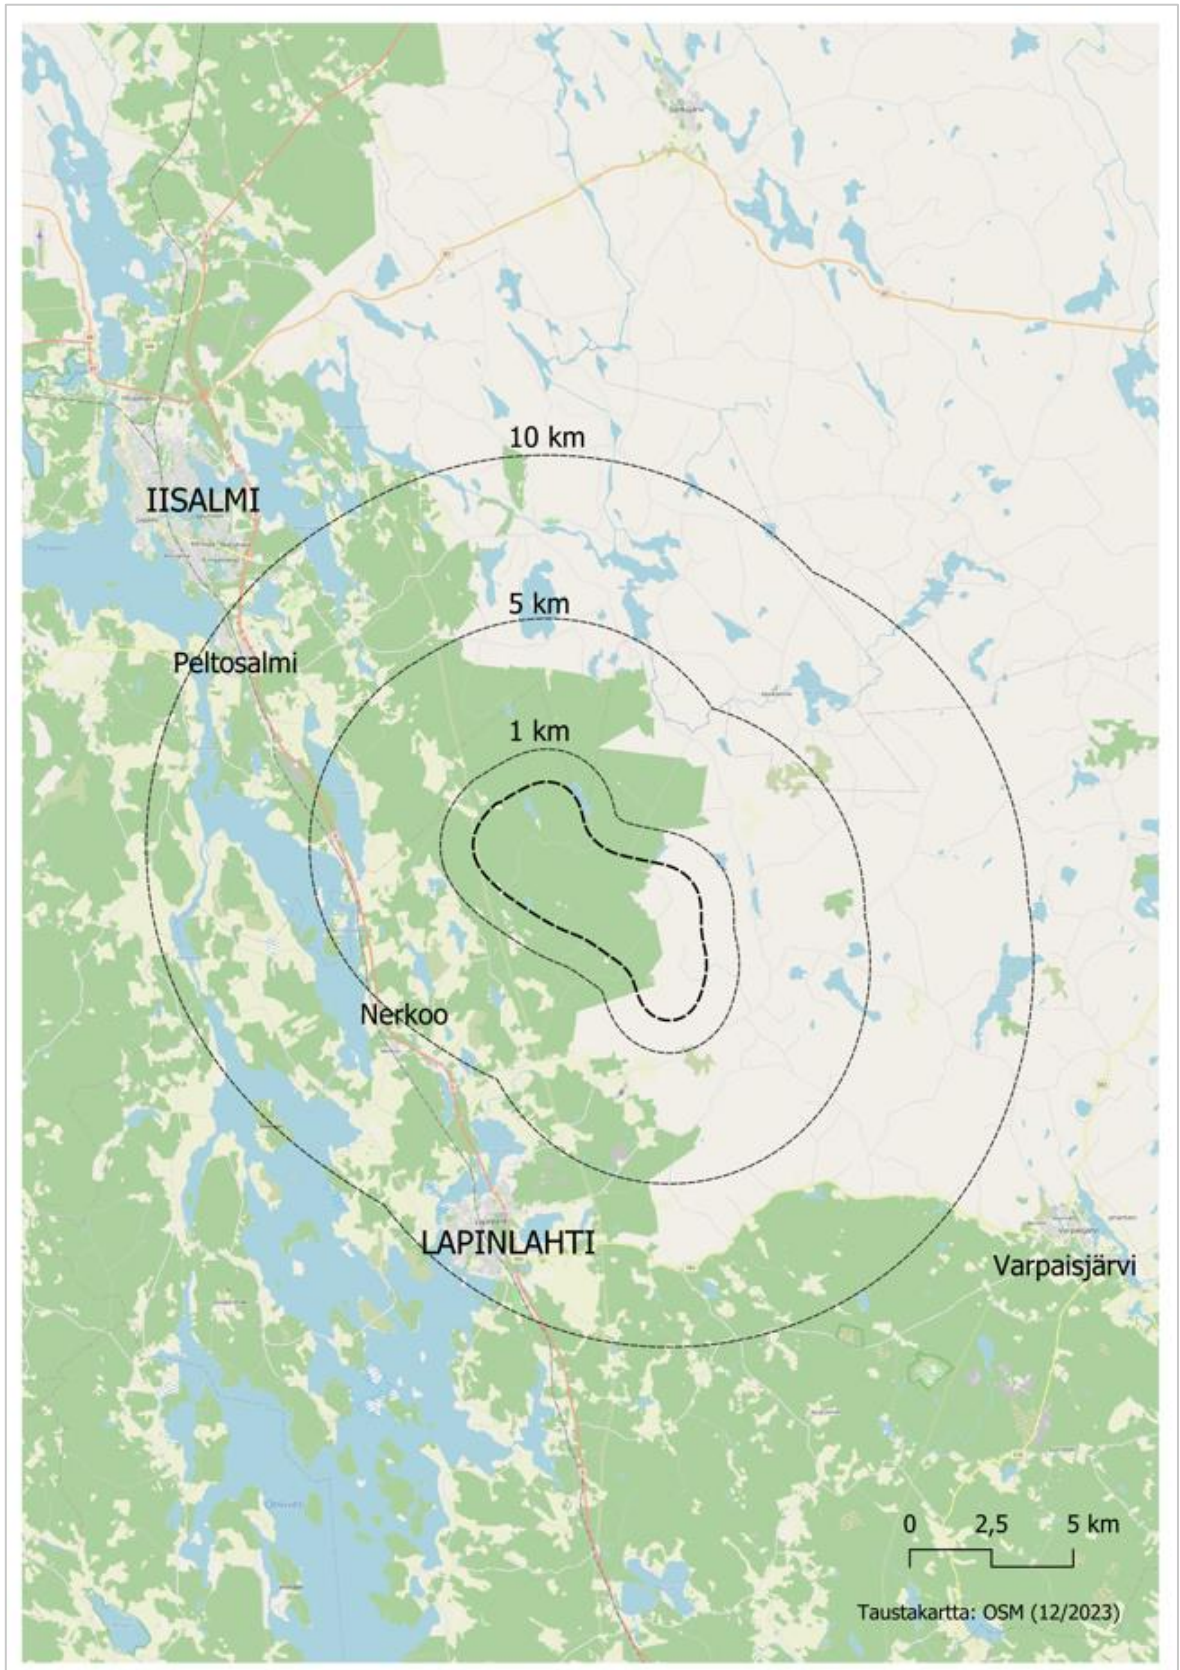 10 km
IISALMI
5 km
Peltosalmi
1 km
Nerkoo
LAPINLAHTI
Varpaisjärvi
0 2,5 5 km
Taustakartta: OSM (12/2023)